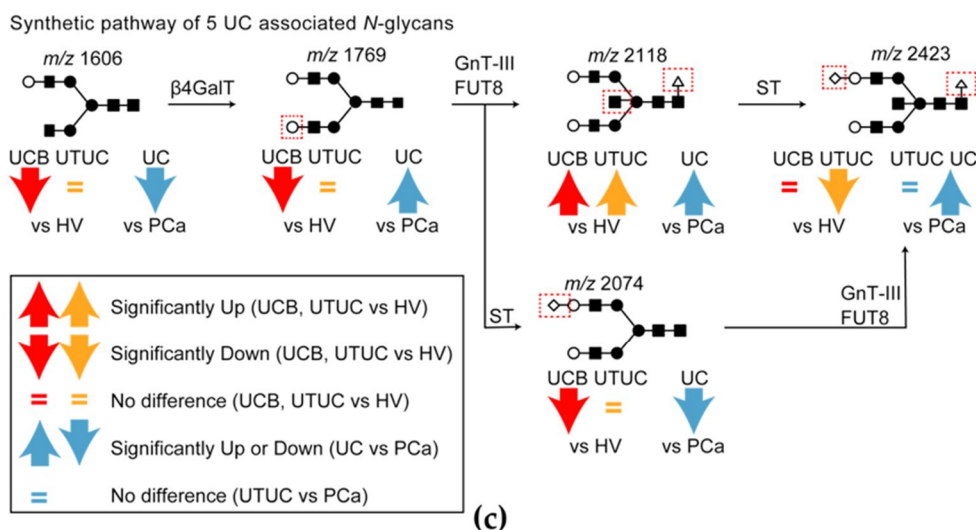 Synthetic pathway of 5 UC associated N-glycans
m/z 1606
β4GalT
m/z 1769
GnT-III
FUT8
m/z 2118
ST
m/z 2423
UCB UTUC UC
=
vs HV vs PCa
UCB UTUC UC
=
vs HV vs PCa
UCB UTUC UC
vs HV vs PCa
UCB UTUC UTUC UC
= =
vs HV vs PCa
ST
m/z 2074
GnT-III
FUT8
UCB UTUC UC
=
vs HV vs PCa
Significantly Up (UCB, UTUC vs HV)
Significantly Down (UCB, UTUC vs HV)
= = No difference (UCB, UTUC vs HV)
Significantly Up or Down (UC vs PCa)
= No difference (UTUC vs PCa)
(c)